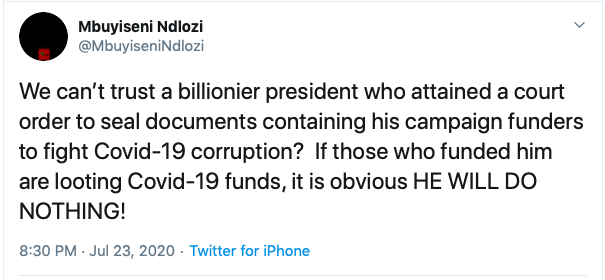 Mbuyiseni Ndlozi
@MbuyiseniNdlozi
We can't trust a billionier president who attained a court
order to seal documents containing his campaign funders
to fight Covid-19 corruption?  If those who funded him
are looting Covid-19 funds, it is obvious HE WILL DO
NOTHING!
8:30 PM · Jul 23, 2020 · Twitter for iPhone